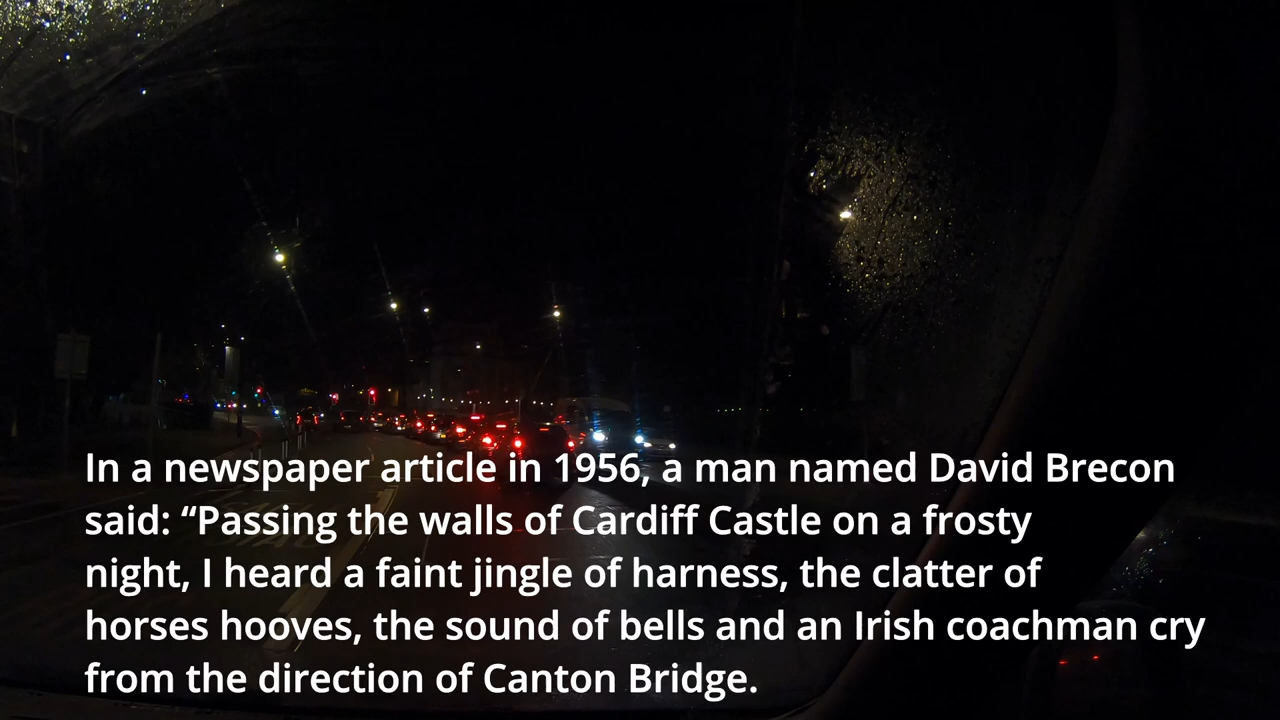 In a newspaper article in 1956, a man named David Brecon
said: “Passing the walls of Cardiff Castle on a frosty
night, I heard a faint jingle of harness, the clatter of
horses hooves, the sound of bells and an Irish coachman cry
from the direction of Canton Bridge.